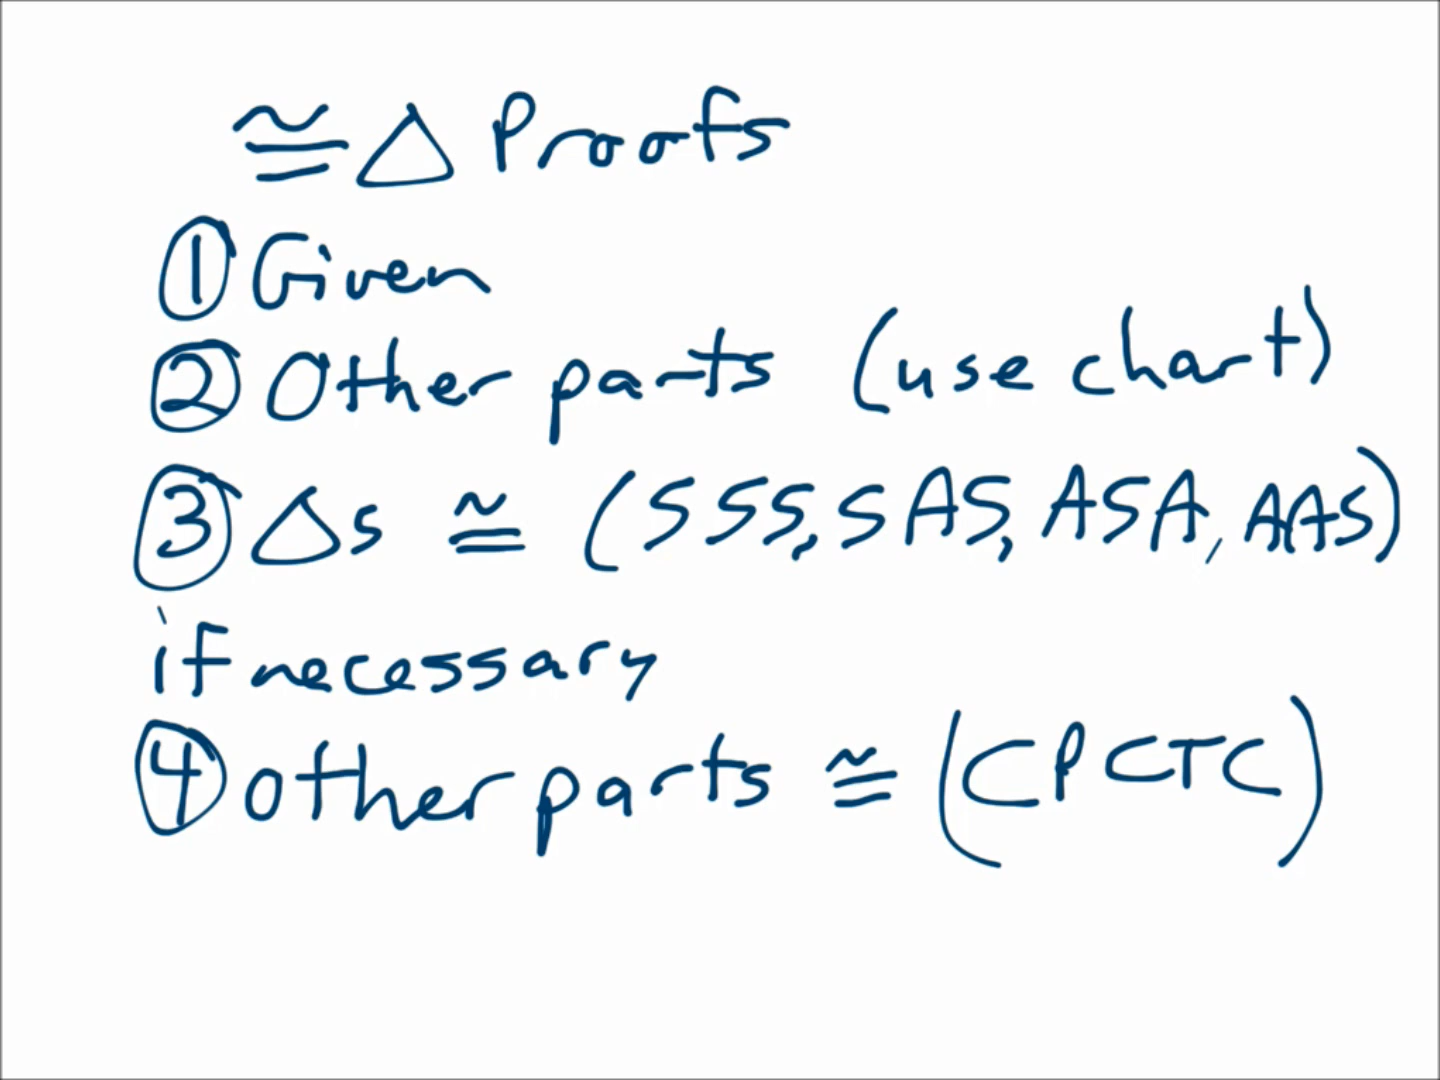 ≅ △ Proofs
① Given
② Other parts (use chart)
③ △s ≅ (SSS, SAS, ASA, AAS)
if necessary
④ other parts ≅ (CPCTC)